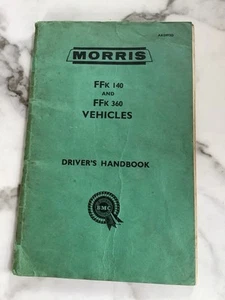 MORRIS
FFK 140
AND
FFK 360
VEHICLES
DRIVER'S HANDBOOK
BMC